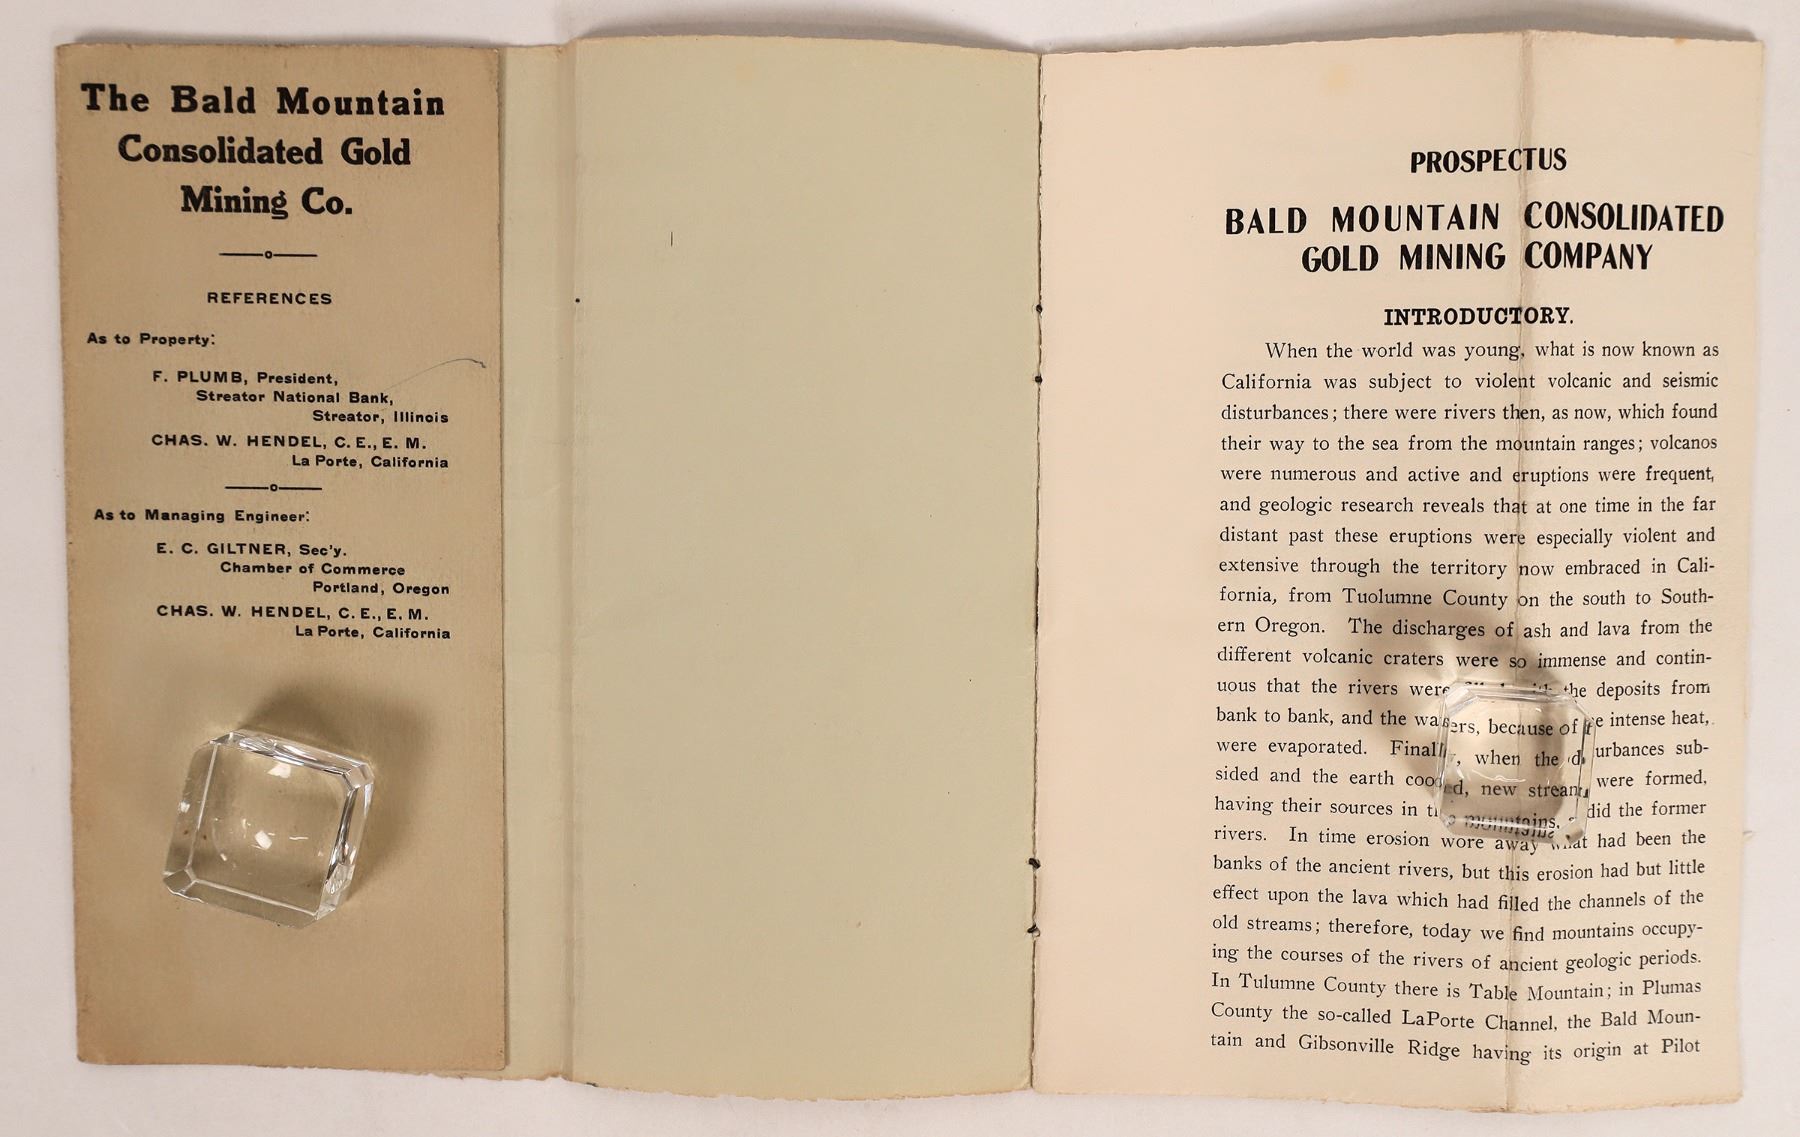 The Bald Mountain
Consolidated Gold
Mining Co.
REFERENCES
As to Property:
F. PLUMB, President,
Streator National Bank,
Streator, Illinois
CHAS. W. HENDEL, C. E., E. M.
La Porte, California
As to Managing Engineer:
E. C. GILTNER, Sec'y.
Chamber of Commerce
Portland, Oregon
CHAS. W. HENDEL, C. E., E. M.
La Porte, California
PROSPECTUS
BALD MOUNTAIN CONSOLIDATED
GOLD MINING COMPANY
INTRODUCTORY.
When the world was young, what is now known as
California was subject to violent volcanic and seismic
disturbances; there were rivers then, as now, which found
their way to the sea from the mountain ranges; volcanos
were numerous and active and eruptions were frequent,
and geologic research reveals that at one time in the far
distant past these eruptions were especially violent and
extensive through the territory now embraced in Cali-
fornia, from Tuolumne County on the south to South-
ern Oregon. The discharges of ash and lava from the
different volcanic craters were so immense and contin-
uous that the rivers were the deposits from
bank to bank, and the waters, because of intense heat,
were evaporated. Finally, when the sub-
sided and the earth cooled, new streams were formed,
having their sources in mountains, did the former
rivers. In time erosion wore away what had been the
banks of the ancient rivers, but this erosion had but little
effect upon the lava which had filled the channels of the
old streams; therefore, today we find mountains occupy-
ing the courses of the rivers of ancient geologic periods.
In Tulumne County there is Table Mountain; in Plumas
County the so-called LaPorte Channel, the Bald Moun-
tain and Gibsonville Ridge having its origin at Pilot